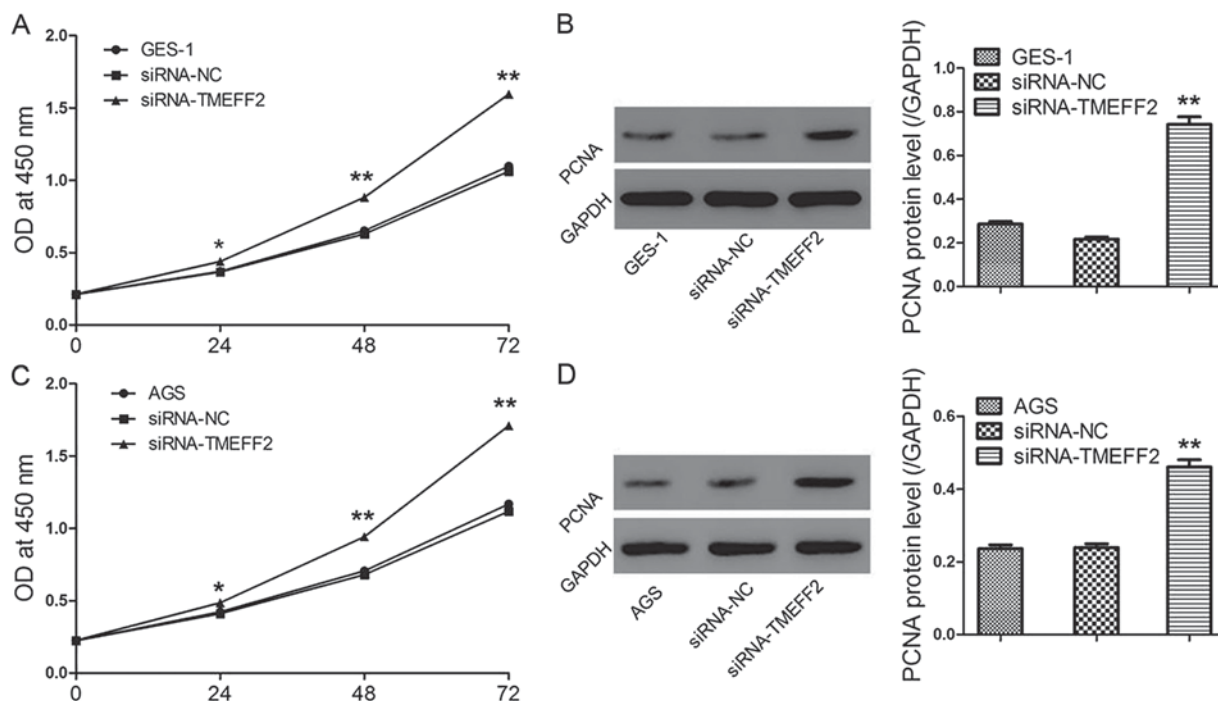 A
GES-1
siRNA-NC
siRNA-TMEFF2
OD at 450 nm
2.0
1.5
1.0
0.5
0.0
0 24 48 72
*
**
**
B
PCNA
GAPDH
GES-1
siRNA-NC
siRNA-TMEFF2
PCNA protein level (/GAPDH)
GES-1
siRNA-NC
siRNA-TMEFF2
1.0
0.8
0.6
0.4
0.2
0.0
**
C
AGS
siRNA-NC
siRNA-TMEFF2
OD at 450 nm
2.0
1.5
1.0
0.5
0.0
0 24 48 72
*
**
**
D
PCNA
GAPDH
AGS
siRNA-NC
siRNA-TMEFF2
PCNA protein level (/GAPDH)
AGS
siRNA-NC
siRNA-TMEFF2
0.6
0.4
0.2
0.0
**